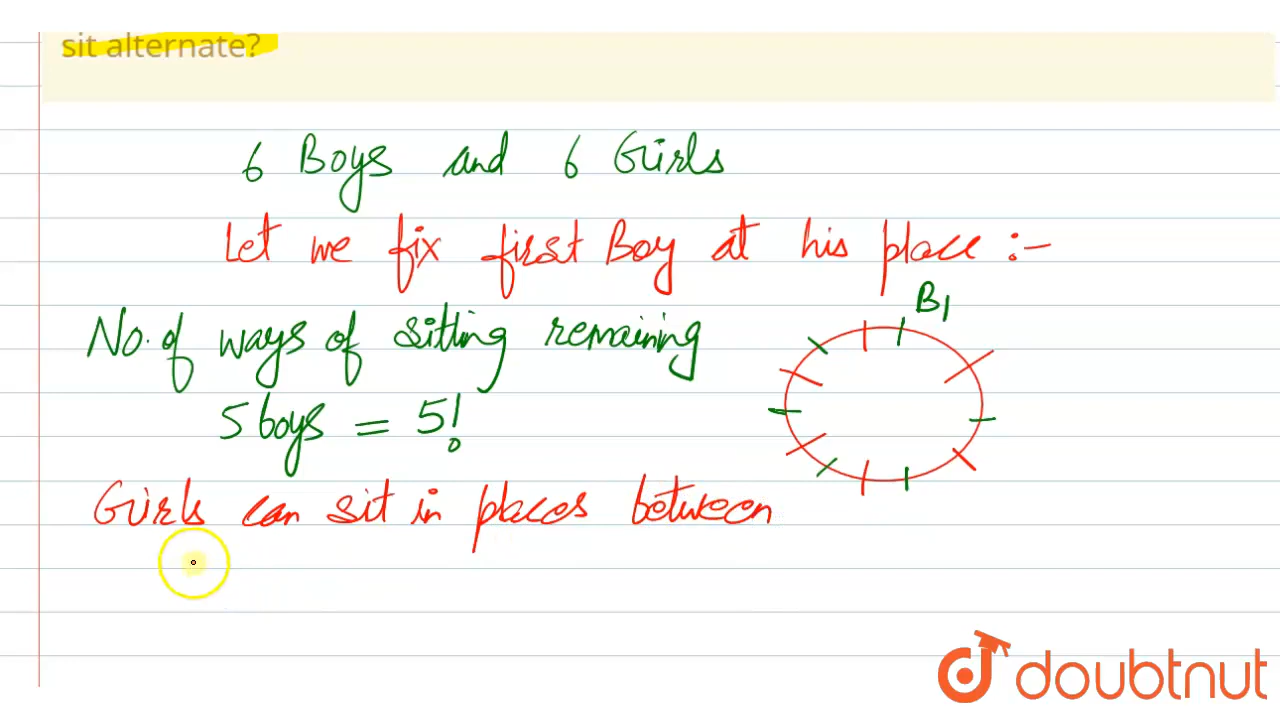 sit alternate?
6 Boys and 6 Girls
Let we fix first Boy at his place :-
B1
No. of ways of sitting remaining
5 boys = 5!
Girls can sit in places between
doubtnut